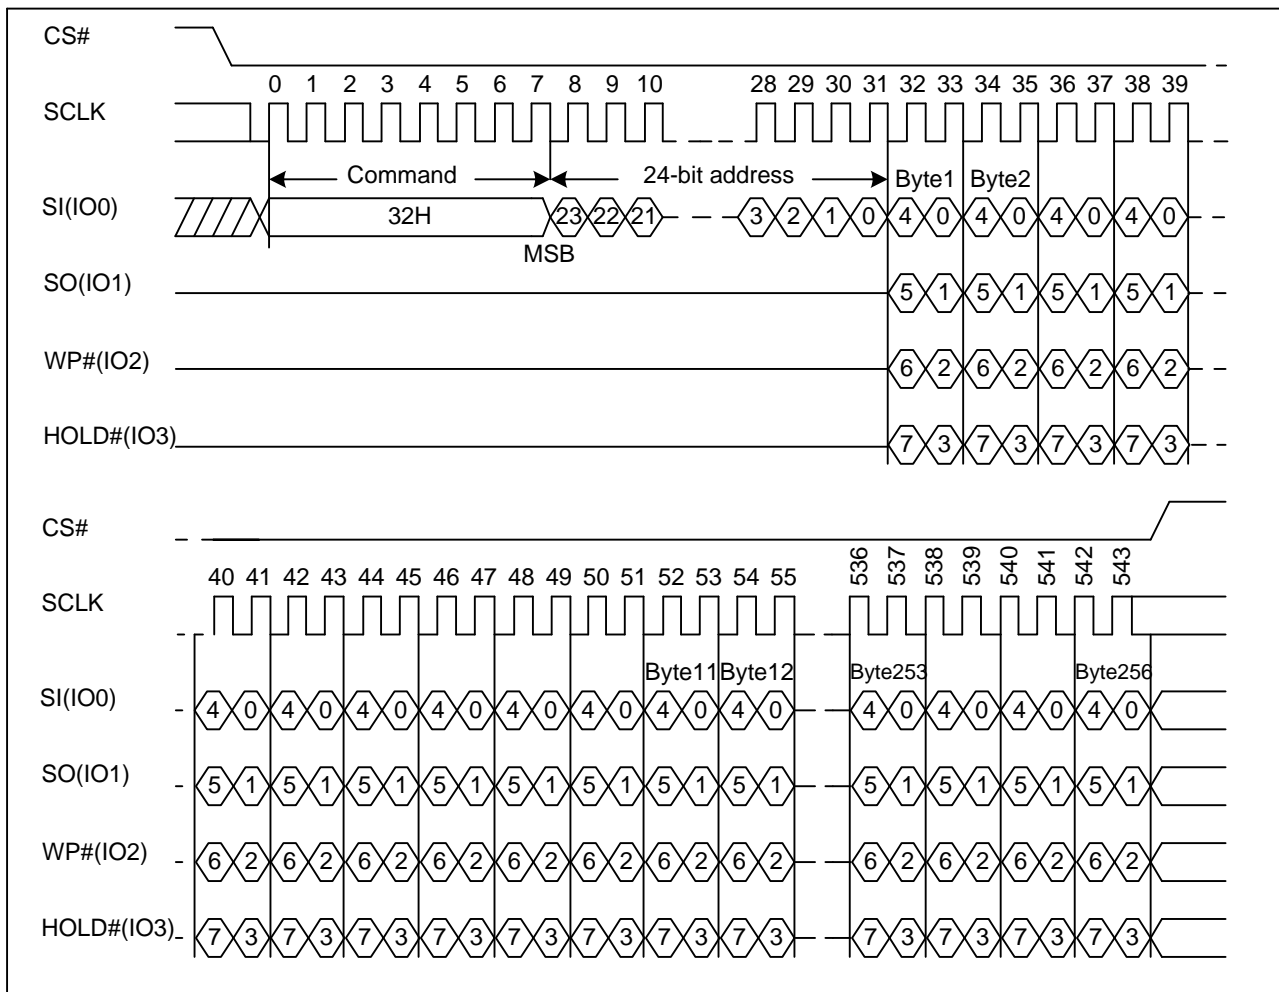 CS#
0 1 2 3 4 5 6 7 8 9 10 28 29 30 31 32 33 34 35 36 37 38 39
SCLK
Command 24-bit address Byte1 Byte2
SI(IO0) 32H 23 22 21 3 2 1 0 4 0 4 0 4 0 4 0
MSB
SO(IO1) 5 1 5 1 5 1 5 1
WP#(IO2) 6 2 6 2 6 2 6 2
HOLD#(IO3) 7 3 7 3 7 3 7 3
CS#
40 41 42 43 44 45 46 47 48 49 50 51 52 53 54 55 536 537 538 539 540 541 542 543
SCLK
Byte11 Byte12 Byte253 Byte256
SI(IO0) 4 0 4 0 4 0 4 0 4 0 4 0 4 0 4 0 4 0 4 0 4 0 4 0
SO(IO1) 5 1 5 1 5 1 5 1 5 1 5 1 5 1 5 1 5 1 5 1 5 1 5 1
WP#(IO2) 6 2 6 2 6 2 6 2 6 2 6 2 6 2 6 2 6 2 6 2 6 2 6 2
HOLD#(IO3) 7 3 7 3 7 3 7 3 7 3 7 3 7 3 7 3 7 3 7 3 7 3 7 3